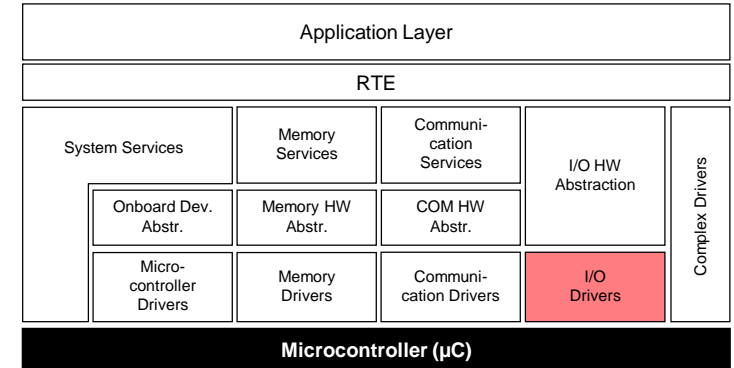 Application Layer
RTE
System Services
Memory
Services
Communi-
cation
Services
I/O HW
Abstraction
Complex Drivers
Onboard Dev.
Abstr.
Memory HW
Abstr.
COM HW
Abstr.
Micro-
controller
Drivers
Memory
Drivers
Communi-
cation Drivers
I/O
Drivers
Microcontroller (µC)